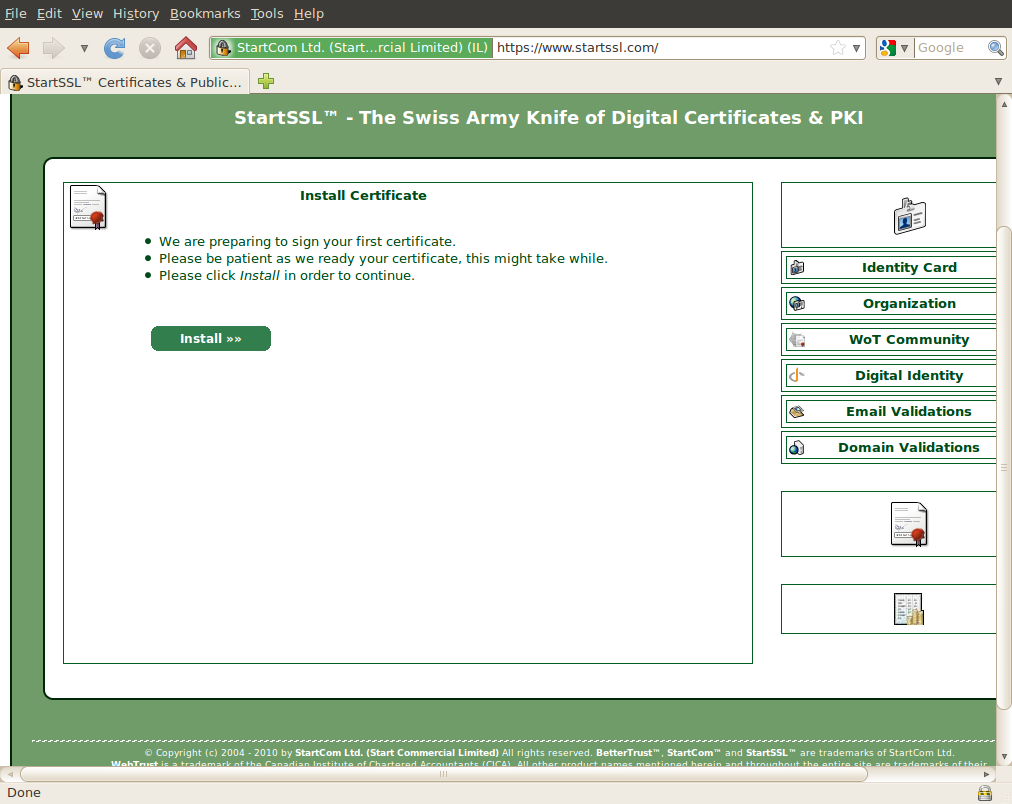 File Edit View History Bookmarks Tools Help
StartCom Ltd. (Start...rcial Limited) (IL) https://www.startssl.com/
Google
StartSSL™ Certificates & Public...
StartSSL™ - The Swiss Army Knife of Digital Certificates & PKI
Install Certificate
We are preparing to sign your first certificate.
Please be patient as we ready your certificate, this might take while.
Please click Install in order to continue.
Install »»
Identity Card
Organization
WoT Community
Digital Identity
Email Validations
Domain Validations
© Copyright (c) 2004 - 2010 by StartCom Ltd. (Start Commercial Limited) All rights reserved. BetterTrust™, StartCom™ and StartSSL™ are trademarks of StartCom Ltd.
WebTrust is a trademark of the Canadian Institute of Chartered Accountants (CICA). All other product names mentioned herein and throughout the entire site are trademarks of their
Done